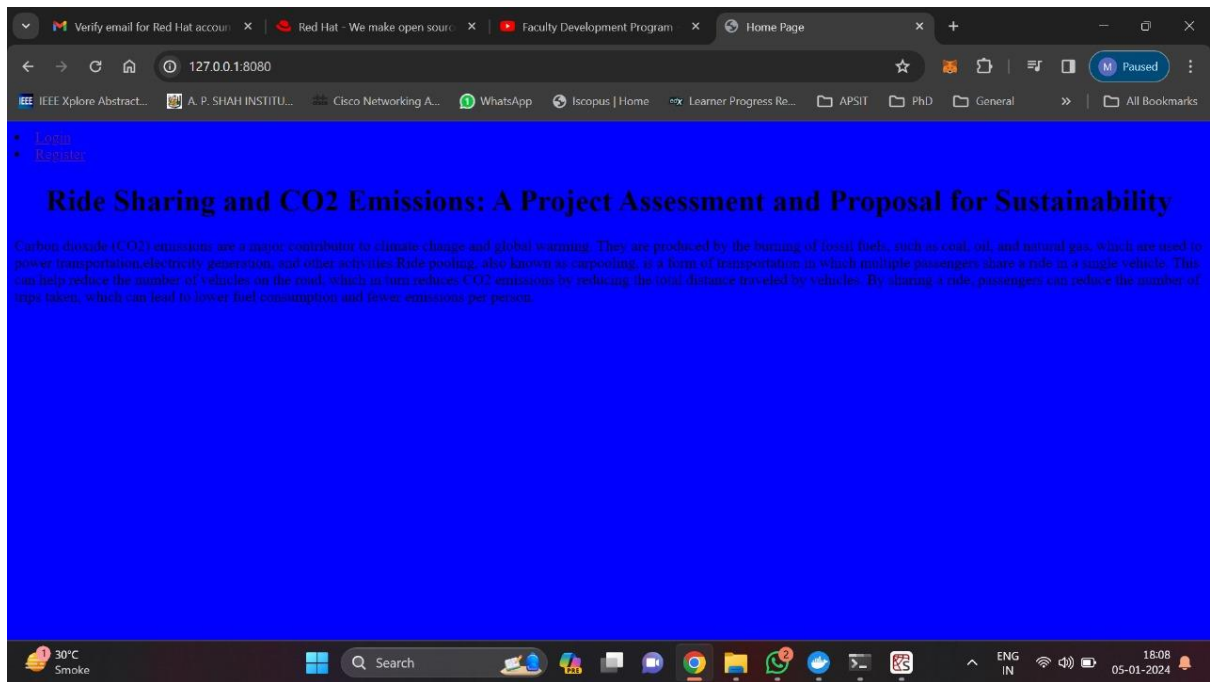 Verify email for Red Hat accoun
Red Hat - We make open sourc
Faculty Development Program
Home Page
127.0.0.1:8080
M Paused
IEEE IEEE Xplore Abstract...
A. P. SHAH INSTITU...
Cisco Networking A...
WhatsApp
Iscopus | Home
Learner Progress Re...
APSIT
PhD
General
All Bookmarks
Login
Register
Ride Sharing and CO2 Emissions: A Project Assessment and Proposal for Sustainability
Carbon dioxide (CO2) emissions are a major contributor to climate change and global warming. They are produced by the burning of fossil fuels, such as coal, oil, and natural gas, which are used to
power transportation,electricity generation, and other activities.Ride pooling, also known as carpooling, is a form of transportation in which multiple passengers share a ride in a single vehicle. This
can help reduce the number of vehicles on the road, which in turn reduces CO2 emissions by reducing the total distance traveled by vehicles. By sharing a ride, passengers can reduce the number of
trips taken, which can lead to lower fuel consumption and fewer emissions per person.
1
30°C
Smoke
Search
PRE
2
ENG
IN
18:08
05-01-2024